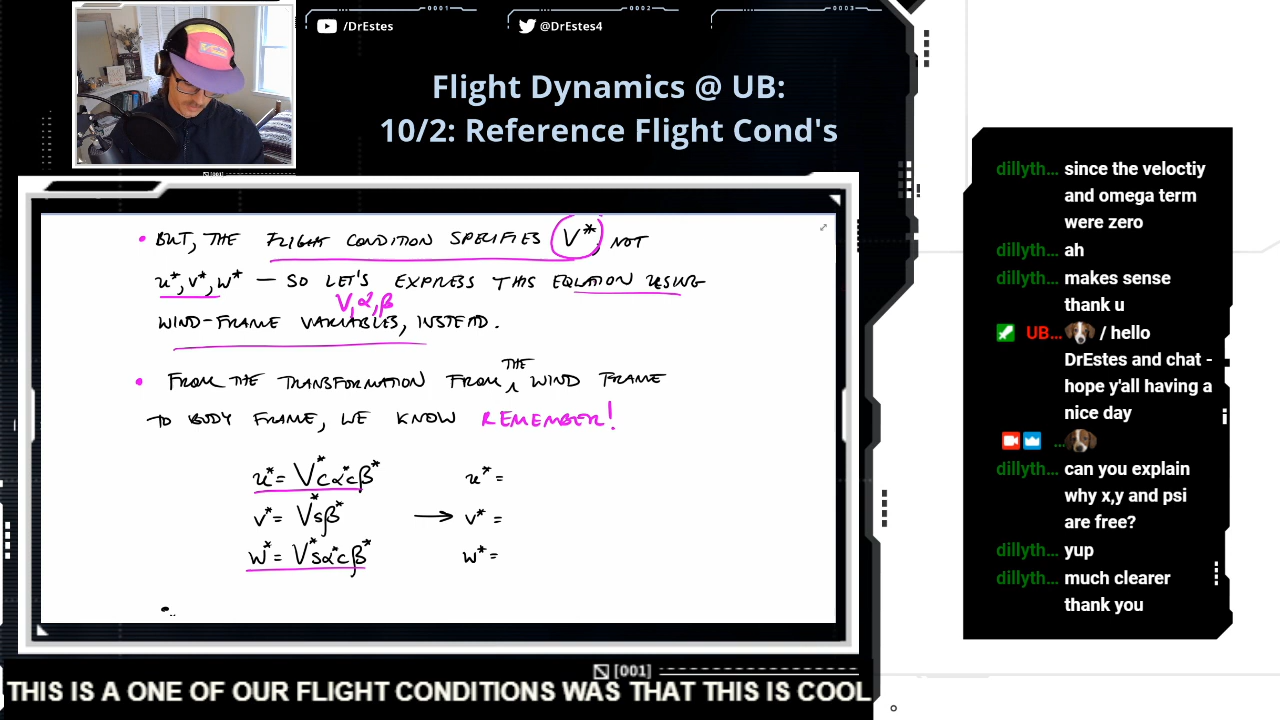 /DrEstes
@DrEstes4
0001
0002
0003
Flight Dynamics @ UB:
10/2: Reference Flight Cond's
[001]
• BUT, THE FLIGHT CONDITION SPECIFIES V*, NOT
u*, v*, w* — SO LET'S EXPRESS THIS EQUATION USING
V, α, β
WIND-FRAME VARIABLES, INSTEAD.
• FROM THE TRANSFORMATION FROM THE WIND FRAME
TO BODY FRAME, WE KNOW REMEMBER!
u* = V*cα*cβ* u* =
v* = V*sβ* → v* =
w* = V*sα*cβ* w* =
[001]
THIS IS A ONE OF OUR FLIGHT CONDITIONS WAS THAT THIS IS COOL
dillyth... since the veloctiy
and omega term
were zero
dillyth... ah
dillyth... makes sense
thank u
UB... / hello
DrEstes and chat -
hope y'all having a
nice day
...
dillyth... can you explain
why x,y and psi
are free?
dillyth... yup
dillyth... much clearer
thank you